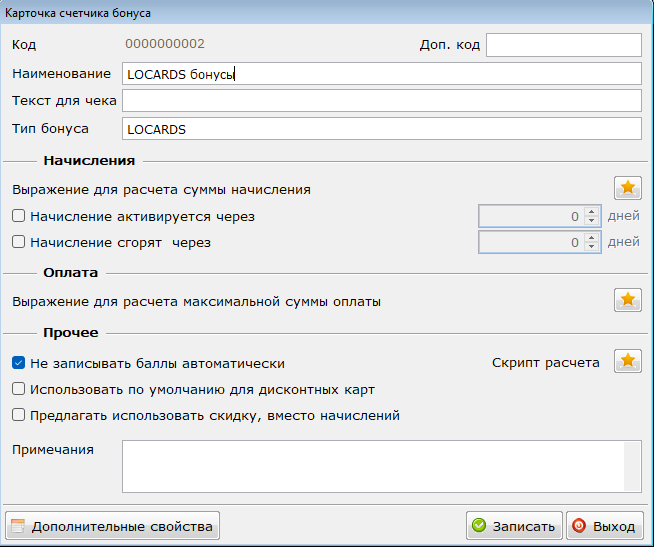 Карточка счетчика бонуса
Код 0000000002 Доп. код
Наименование LOCARDS бонусы
Текст для чека
Тип бонуса LOCARDS
Начисления
Выражение для расчета суммы начисления
Начисление активируется через 0 дней
Начисление сгорят через 0 дней
Оплата
Выражение для расчета максимальной суммы оплаты
Прочее
Не записывать баллы автоматически Скрипт расчета
Использовать по умолчанию для дисконтных карт
Предлагать использовать скидку, вместо начислений
Примечания
Дополнительные свойства Записать Выход